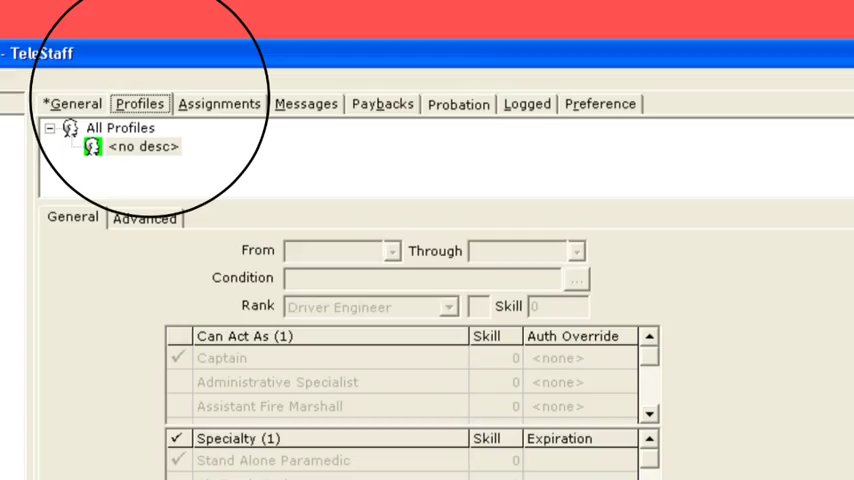 - TeleStaff
*General Profiles Assignments Messages Paybacks Probation Logged Preference
All Profiles
<no desc>
General Advanced
From Through
Condition ...
Rank Driver Engineer Skill 0
Can Act As (1) Skill Auth Override
Captain 0 <none>
Administrative Specialist 0 <none>
Assistant Fire Marshall 0 <none>
Specialty (1) Skill Expiration
Stand Alone Paramedic 0